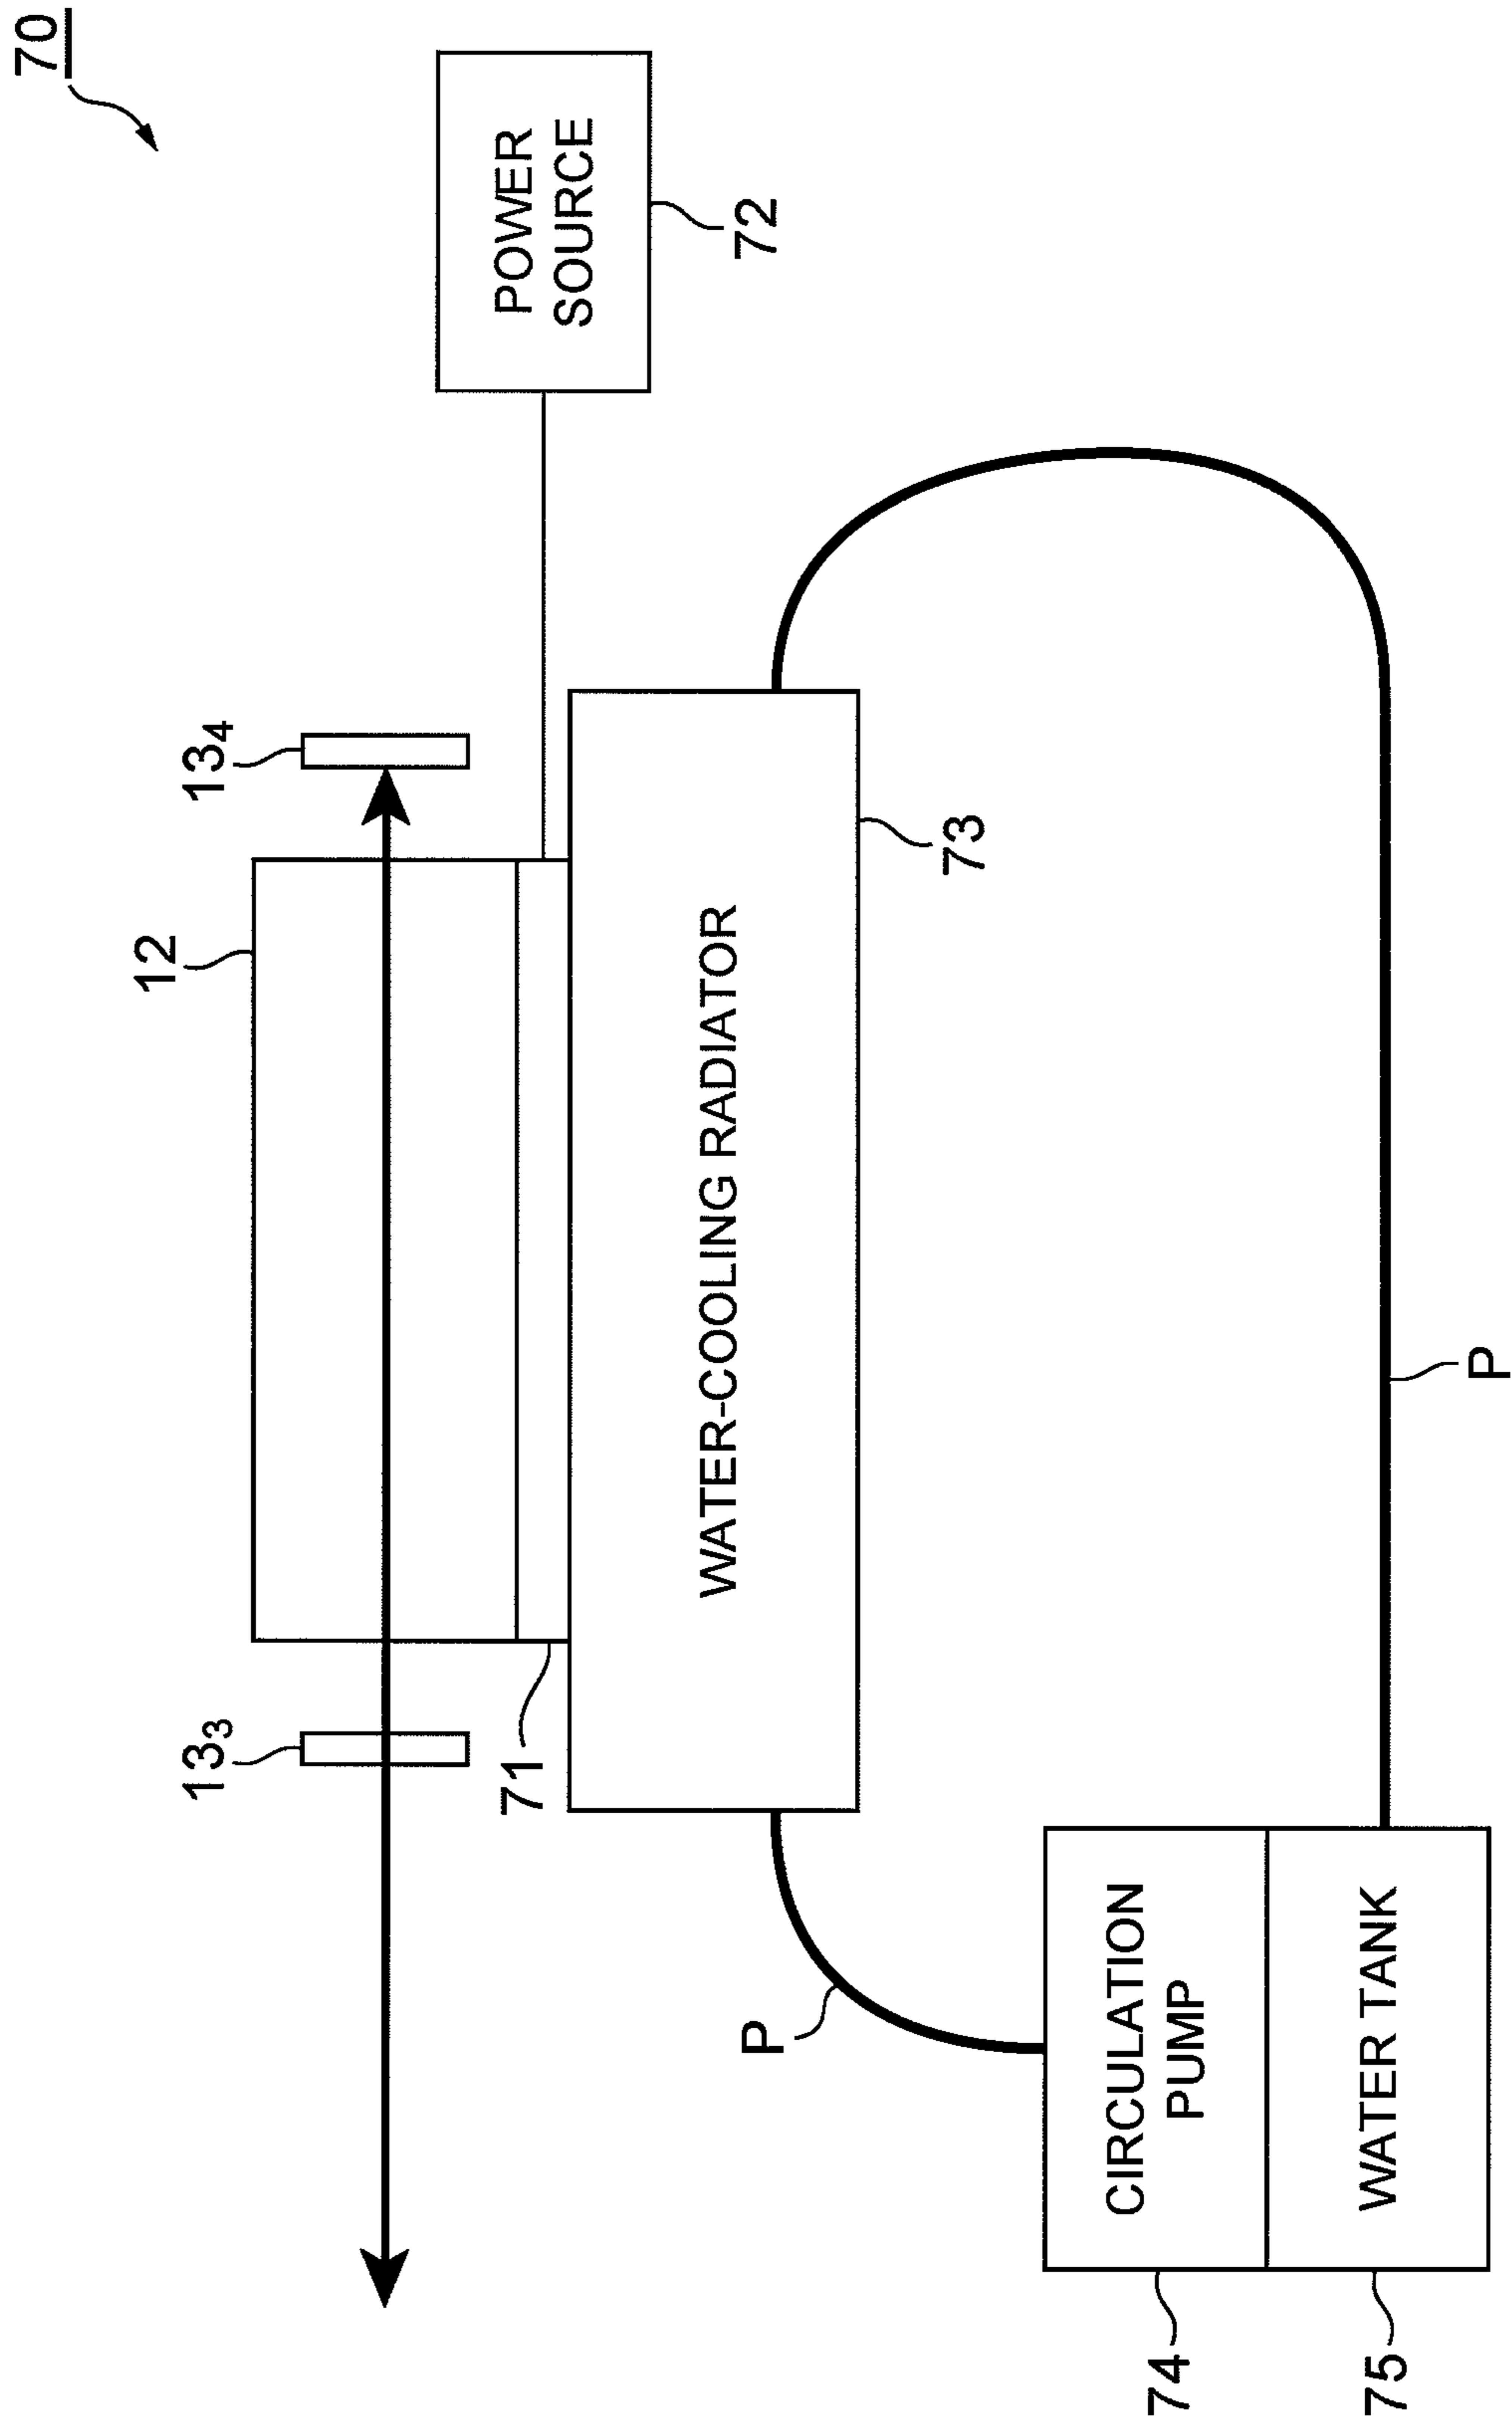 70
POWER
SOURCE
72
13₄
12
73
WATER-COOLING RADIATOR
13₃
71
P
P
CIRCULATION
PUMP
WATER TANK
74
75